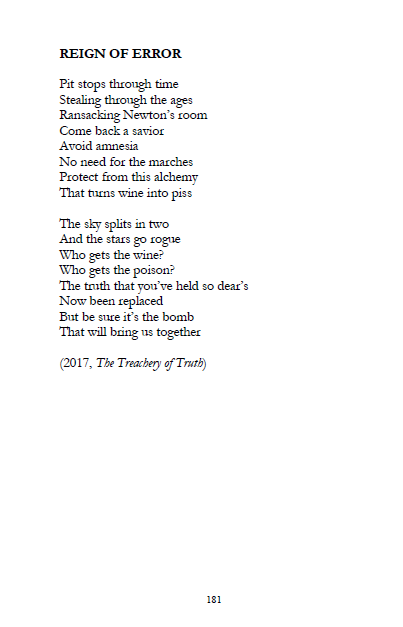 REIGN OF ERROR
Pit stops through time
Stealing through the ages
Ransacking Newton's room
Come back a savior
Avoid amnesia
No need for the marches
Protect from this alchemy
That turns wine into piss
The sky splits in two
And the stars go rogue
Who gets the wine?
Who gets the poison?
The truth that you've held so dear's
Now been replaced
But be sure it's the bomb
That will bring us together
(2017, The Treachery of Truth)
181